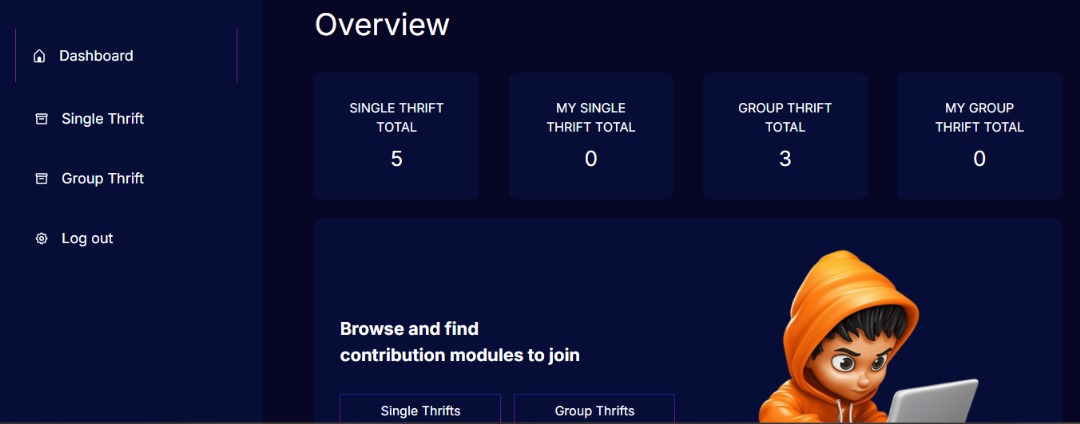 Dashboard
Single Thrift
Group Thrift
Log out
Overview
SINGLE THRIFT
TOTAL
5
MY SINGLE
THRIFT TOTAL
0
GROUP THRIFT
TOTAL
3
MY GROUP
THRIFT TOTAL
0
Browse and find
contribution modules to join
Single Thrifts
Group Thrifts